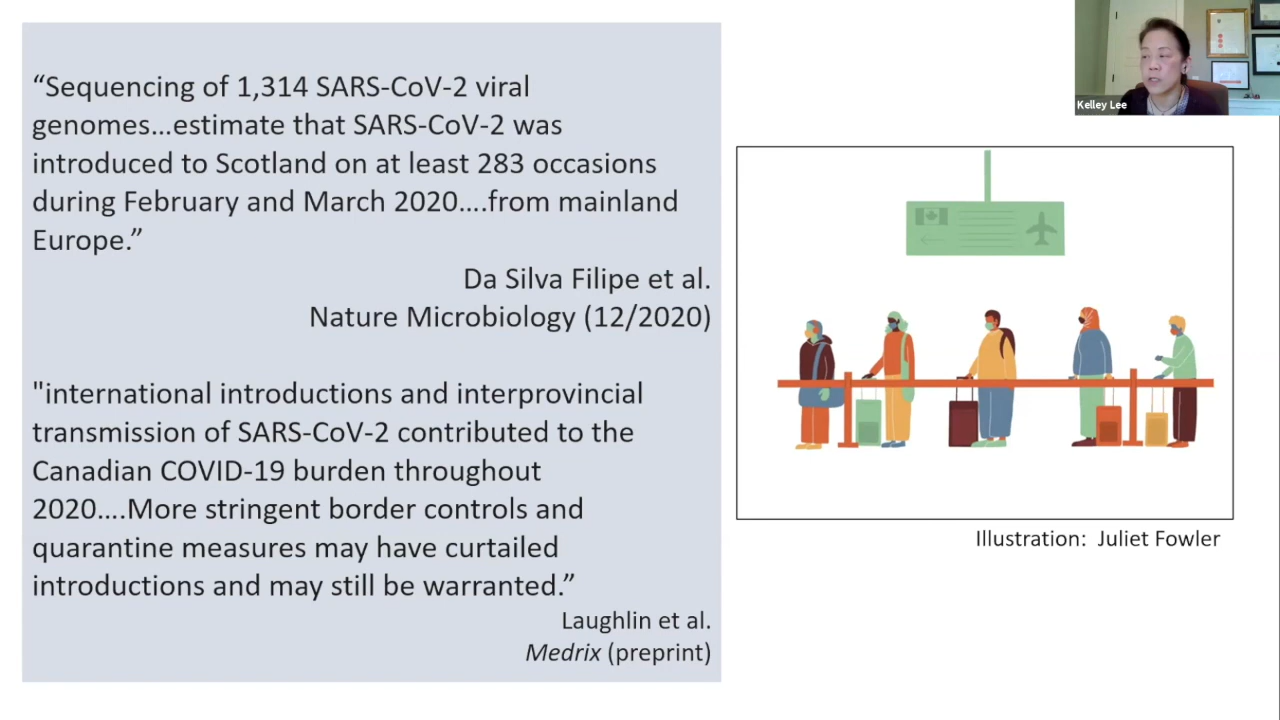 “Sequencing of 1,314 SARS-CoV-2 viral
genomes…estimate that SARS-CoV-2 was
introduced to Scotland on at least 283 occasions
during February and March 2020….from mainland
Europe.”
Da Silva Filipe et al.
Nature Microbiology (12/2020)
"international introductions and interprovincial
transmission of SARS-CoV-2 contributed to the
Canadian COVID-19 burden throughout
2020….More stringent border controls and
quarantine measures may have curtailed
introductions and may still be warranted.”
Laughlin et al.
Medrix (preprint)
Kelley Lee
Illustration: Juliet Fowler